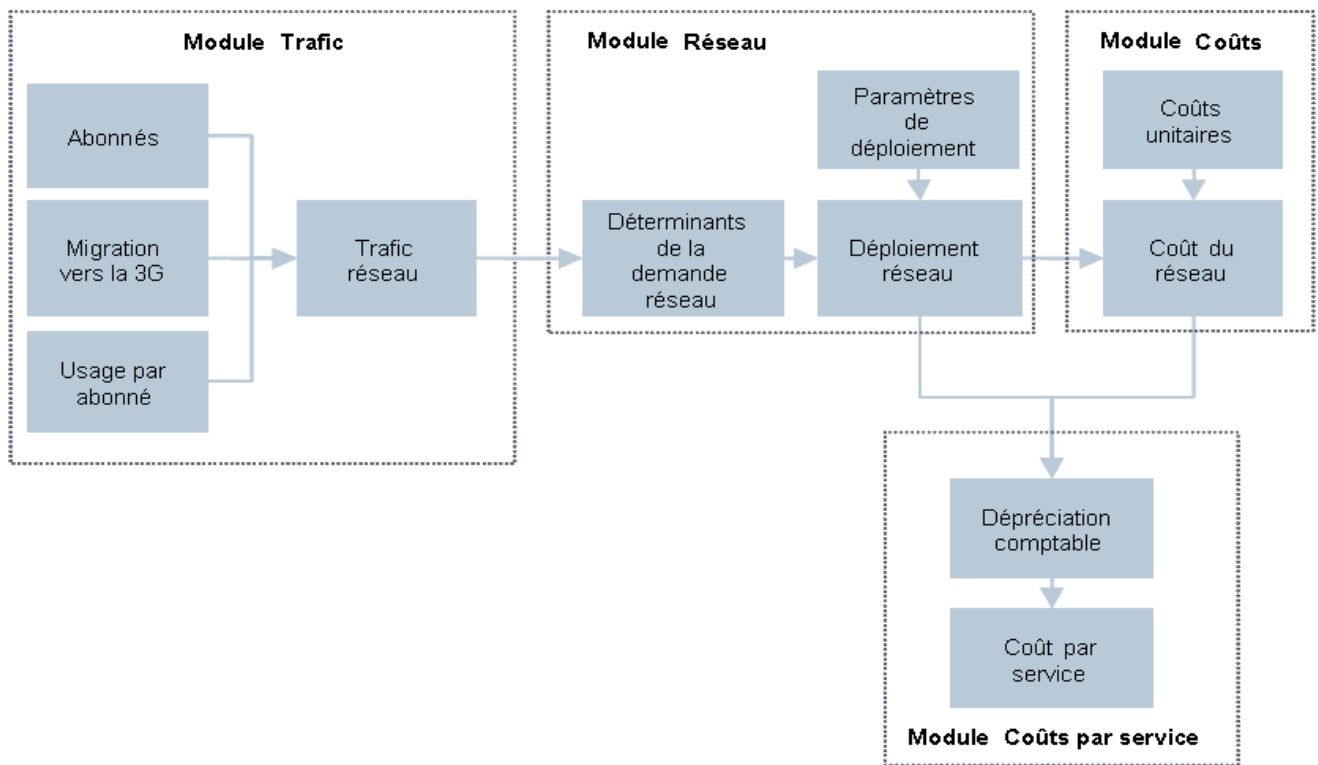 Module Trafic
Abonnés
Migration
vers la 3G
Usage par
abonné
Trafic
réseau
Module Réseau
Paramètres
de
déploiement
Déterminants
de la
demande
réseau
Déploiement
réseau
Module Coûts
Coûts
unitaires
Coût du
réseau
Dépréciation
comptable
Coût par
service
Module Coûts par service